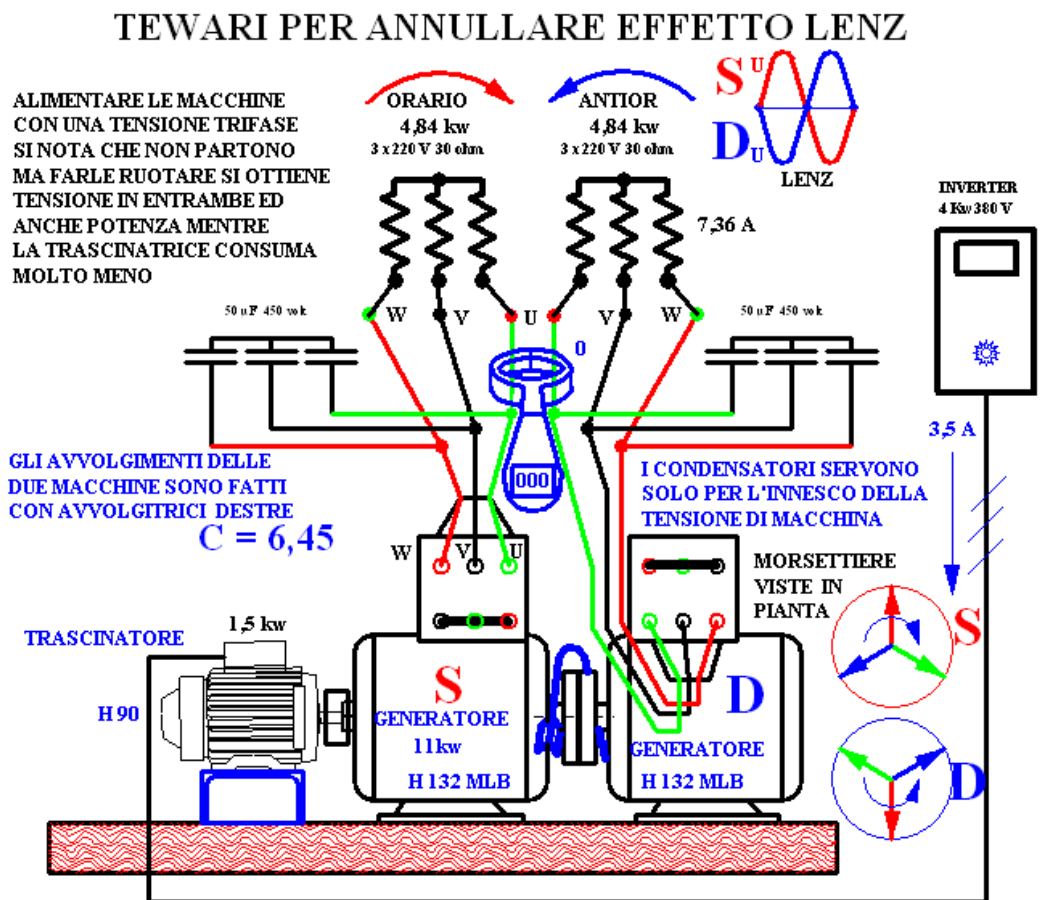 TEWARI PER ANNULLARE EFFETTO LENZ
ALIMENTARE LE MACCHINE
CON UNA TENSIONE TRIFASE
SI NOTA CHE NON PARTONO
MA FARLE RUOTARE SI OTTIENE
TENSIONE IN ENTRAMBE ED
ANCHE POTENZA MENTRE
LA TRASCINATRICE CONSUMA
MOLTO MENO
ORARIO
4,84 kw
3 x 220 V 30 ohm
ANTIOR
4,84 kw
3 x 220 V 30 ohm
S U
D U
LENZ
7,36 A
INVERTER
4 Kw 380 V
W
V
U
V
W
50 uF 450 volt
50 uF 450 volt
0
000
3,5 A
GLI AVVOLGIMENTI DELLE
DUE MACCHINE SONO FATTI
CON AVVOLGITRICI DESTRE
C = 6,45
I CONDENSATORI SERVONO
SOLO PER L'INNESCO DELLA
TENSIONE DI MACCHINA
W
V
U
MORSETTIERE
VISTE IN
PIANTA
TRASCINATORE
1,5 kw
H 90
S
GENERATORE
11kw
H 132 MLB
D
GENERATORE
H 132 MLB
S
D